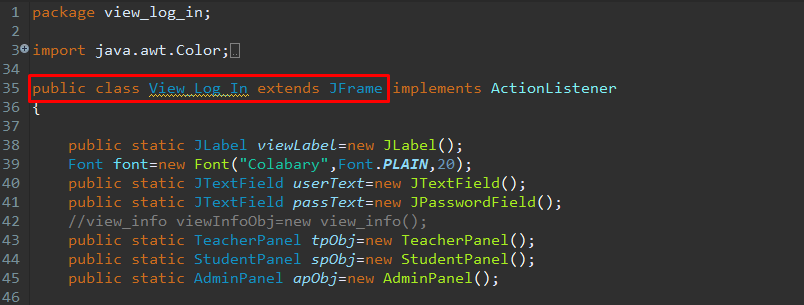 1 package view_log_in;
2
3 import java.awt.Color;
34
35 public class View_Log_In extends JFrame implements ActionListener
36 {
37
38 public static JLabel viewLabel=new JLabel();
39 Font font=new Font("Colabary",Font.PLAIN,20);
40 public static JTextField userText=new JTextField();
41 public static JTextField passText=new JPasswordField();
42 //view_info viewInfoObj=new view_info();
43 public static TeacherPanel tpObj=new TeacherPanel();
44 public static StudentPanel spObj=new StudentPanel();
45 public static AdminPanel apObj=new AdminPanel();
46